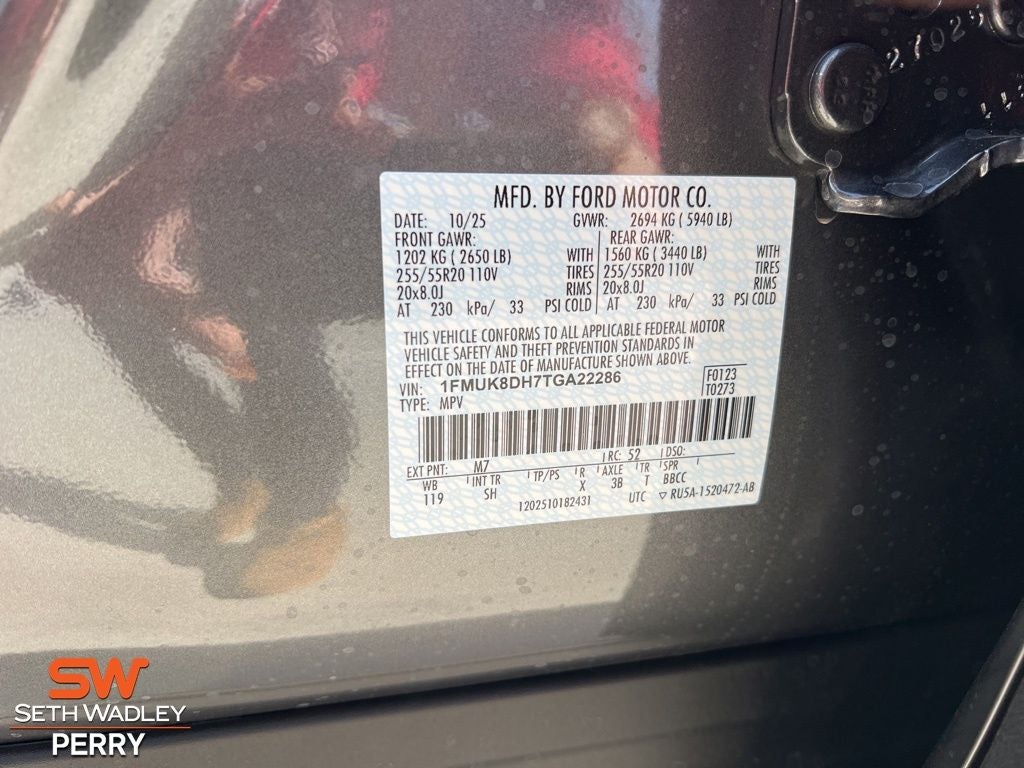 27025
MFD. BY FORD MOTOR CO.
DATE: 10/25 GVWR: 2694 KG ( 5940 LB)
FRONT GAWR: REAR GAWR:
1202 KG ( 2650 LB) WITH 1560 KG ( 3440 LB) WITH
255/55R20 110V TIRES 255/55R20 110V TIRES
20x8.0J RIMS 20x8.0J RIMS
AT 230 kPa/ 33 PSI COLD AT 230 kPa/ 33 PSI COLD
THIS VEHICLE CONFORMS TO ALL APPLICABLE FEDERAL MOTOR
VEHICLE SAFETY AND THEFT PREVENTION STANDARDS IN
EFFECT ON THE DATE OF MANUFACTURE SHOWN ABOVE.
VIN: 1FMUK8DH7TGA22286 F0123
TYPE: MPV T0273
EXT PNT: M7 RC: 52 DSO:
WB INT TR TP/PS R AXLE TR SPR
119 SH X 3B T BBCC
1202510182431 UTC ▽ RU5A-1520472-AB
SW
SETH WADLEY
PERRY